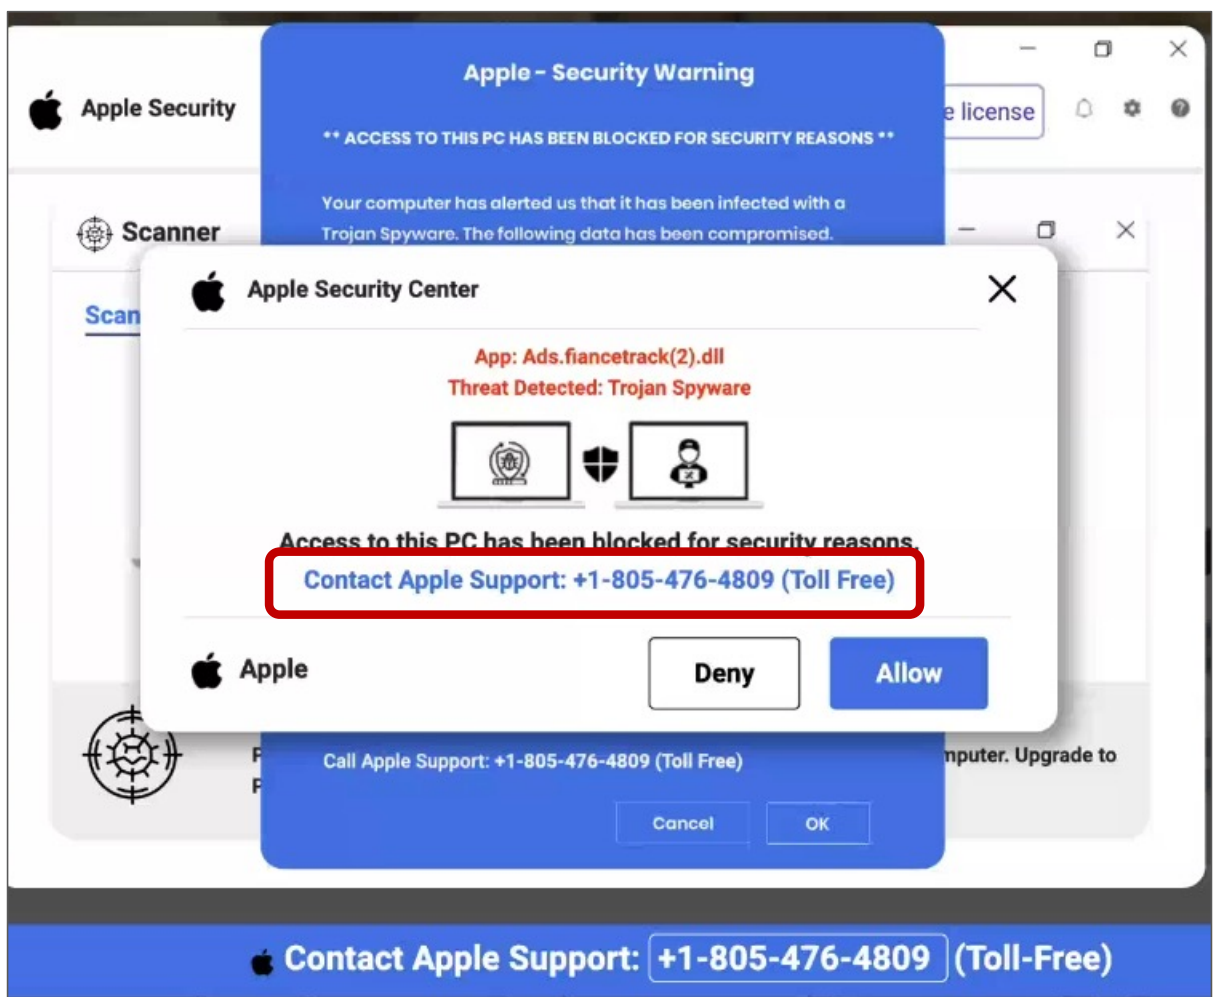 Apple - Security Warning
Apple Security
e license
** ACCESS TO THIS PC HAS BEEN BLOCKED FOR SECURITY REASONS **
Your computer has alerted us that it has been infected with a
Trojan Spyware. The following data has been compromised.
Scanner
Apple Security Center
Scan
App: Ads.fiancetrack(2).dll
Threat Detected: Trojan Spyware
Access to this PC has been blocked for security reasons.
Contact Apple Support: +1-805-476-4809 (Toll Free)
Apple
Deny
Allow
Call Apple Support: +1-805-476-4809 (Toll Free)
mputer. Upgrade to
Cancel
OK
Contact Apple Support: +1-805-476-4809 (Toll-Free)